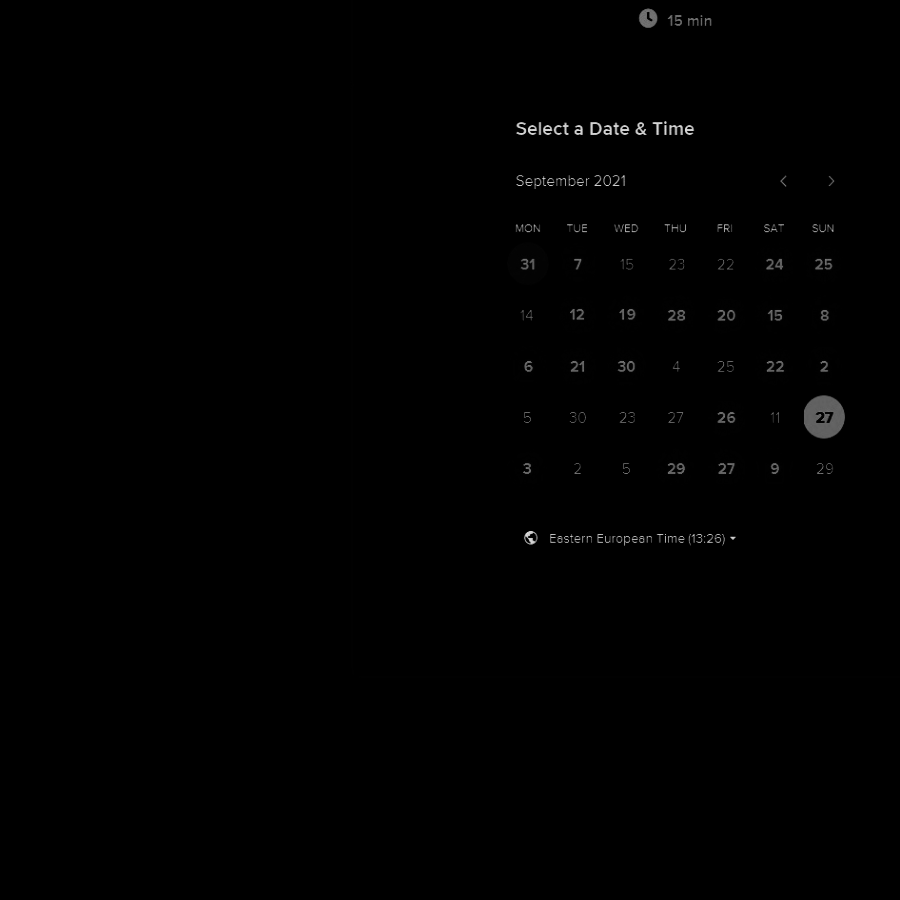 15 min
Select a Date & Time
September 2021
MON TUE WED THU FRI SAT SUN
31 7 15 23 22 24 25
14 12 19 28 20 15 8
6 21 30 4 25 22 2
5 30 23 27 26 11 27
3 2 5 29 27 9 29
Eastern European Time (13:26)